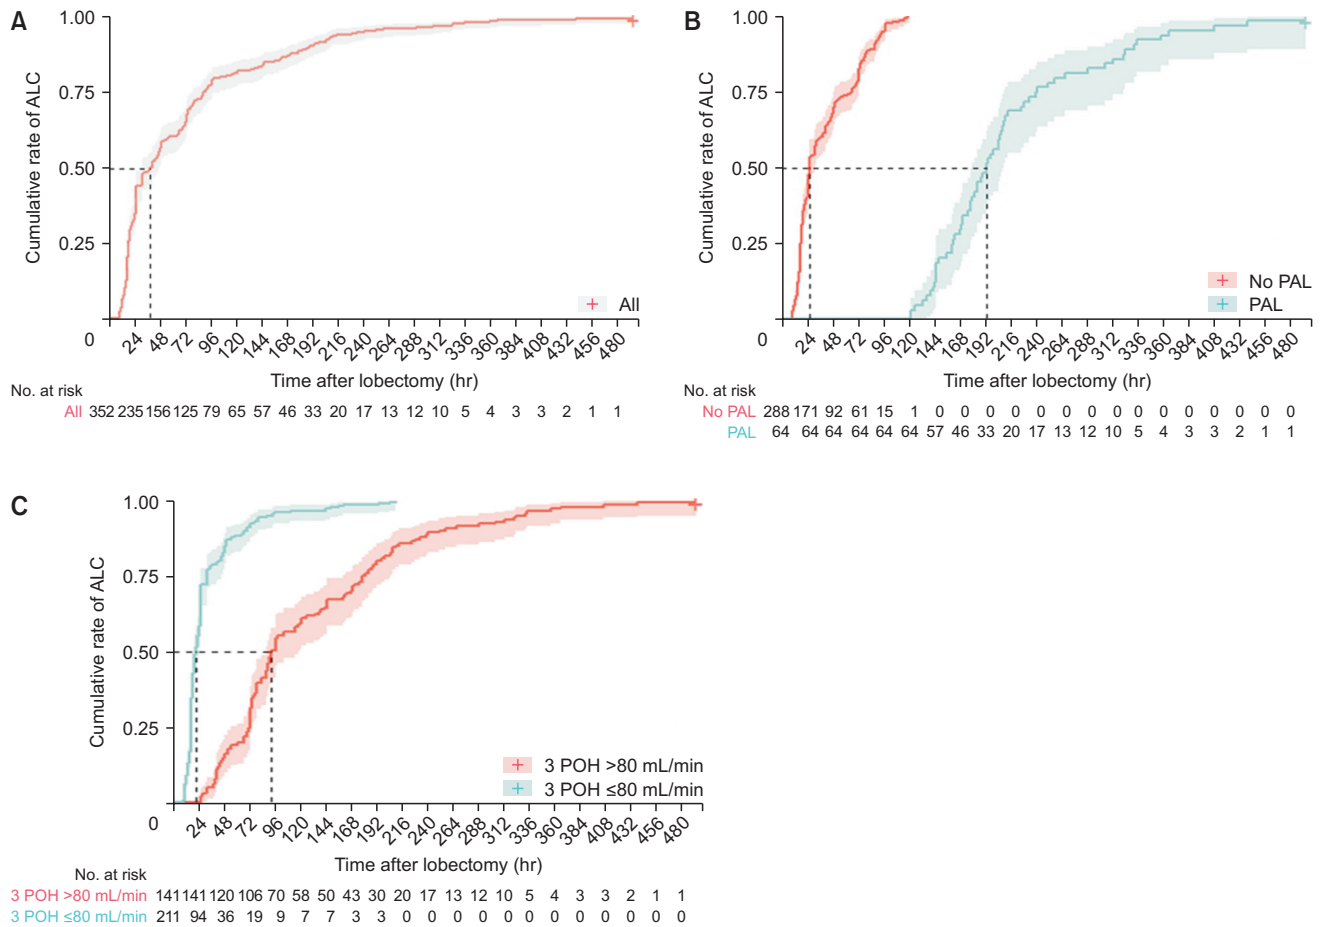 A
Cumulative rate of ALC
1.00
0.75
0.50
0.25
0
24 48 72 96 120 144 168 192 216 240 264 288 312 336 360 384 408 432 456 480
Time after lobectomy (hr)
All
No. at risk
All 352 235 156 125 79 65 57 46 33 20 17 13 12 10 5 4 3 3 2 1 1
B
Cumulative rate of ALC
1.00
0.75
0.50
0.25
0
24 48 72 96 120 144 168 192 216 240 264 288 312 336 360 384 408 432 456 480
Time after lobectomy (hr)
No PAL
PAL
No. at risk
No PAL 288 171 92 61 15 1 0 0 0 0 0 0 0 0 0 0 0 0 0 0 0
PAL 64 64 64 64 64 64 57 46 33 20 17 13 12 10 5 4 3 3 2 1 1
C
Cumulative rate of ALC
1.00
0.75
0.50
0.25
0
24 48 72 96 120 144 168 192 216 240 264 288 312 336 360 384 408 432 456 480
Time after lobectomy (hr)
3 POH >80 mL/min
3 POH ≤80 mL/min
No. at risk
3 POH >80 mL/min 141 141 120 106 70 58 50 43 30 20 17 13 12 10 5 4 3 3 2 1 1
3 POH ≤80 mL/min 211 94 36 19 9 7 7 3 3 0 0 0 0 0 0 0 0 0 0 0 0